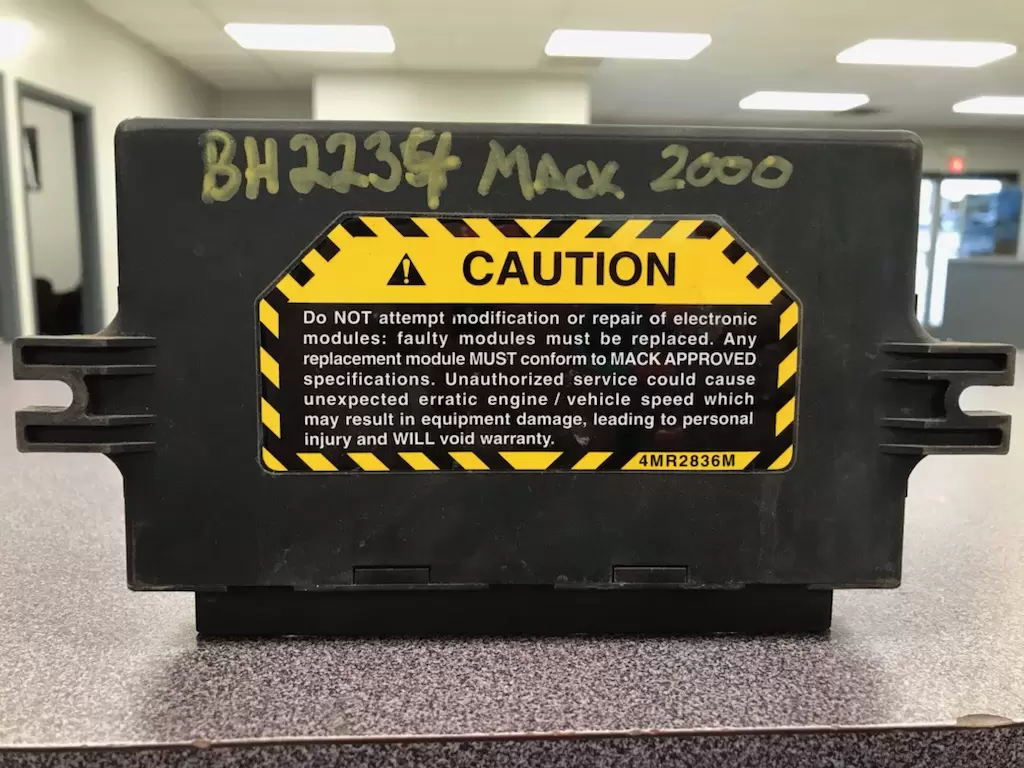 BH22354 MACK 2000
CAUTION
Do NOT attempt modification or repair of electronic
modules: faulty modules must be replaced. Any
replacement module MUST conform to MACK APPROVED
specifications. Unauthorized service could cause
unexpected erratic engine / vehicle speed which
may result in equipment damage, leading to personal
injury and WILL void warranty.
4MR2836M